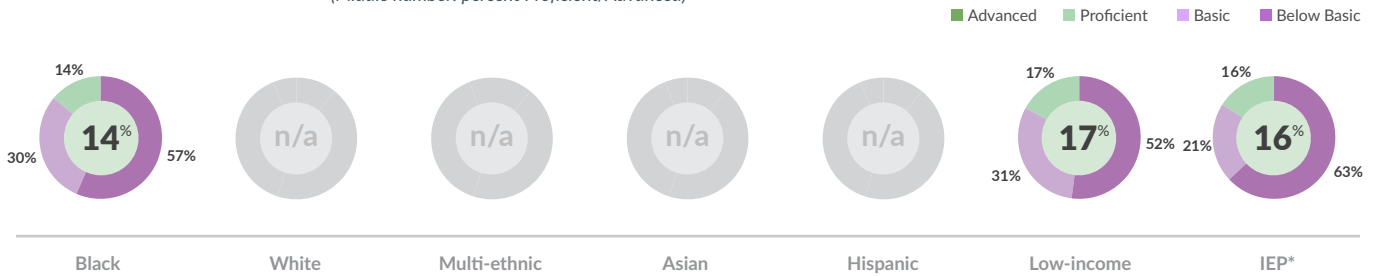 Advanced Proficient Basic Below Basic
14% 30% 57% 14%
n/a
n/a
n/a
n/a
17% 31% 52% 17%
16% 21% 63% 16%
Black White Multi-ethnic Asian Hispanic Low-income IEP*